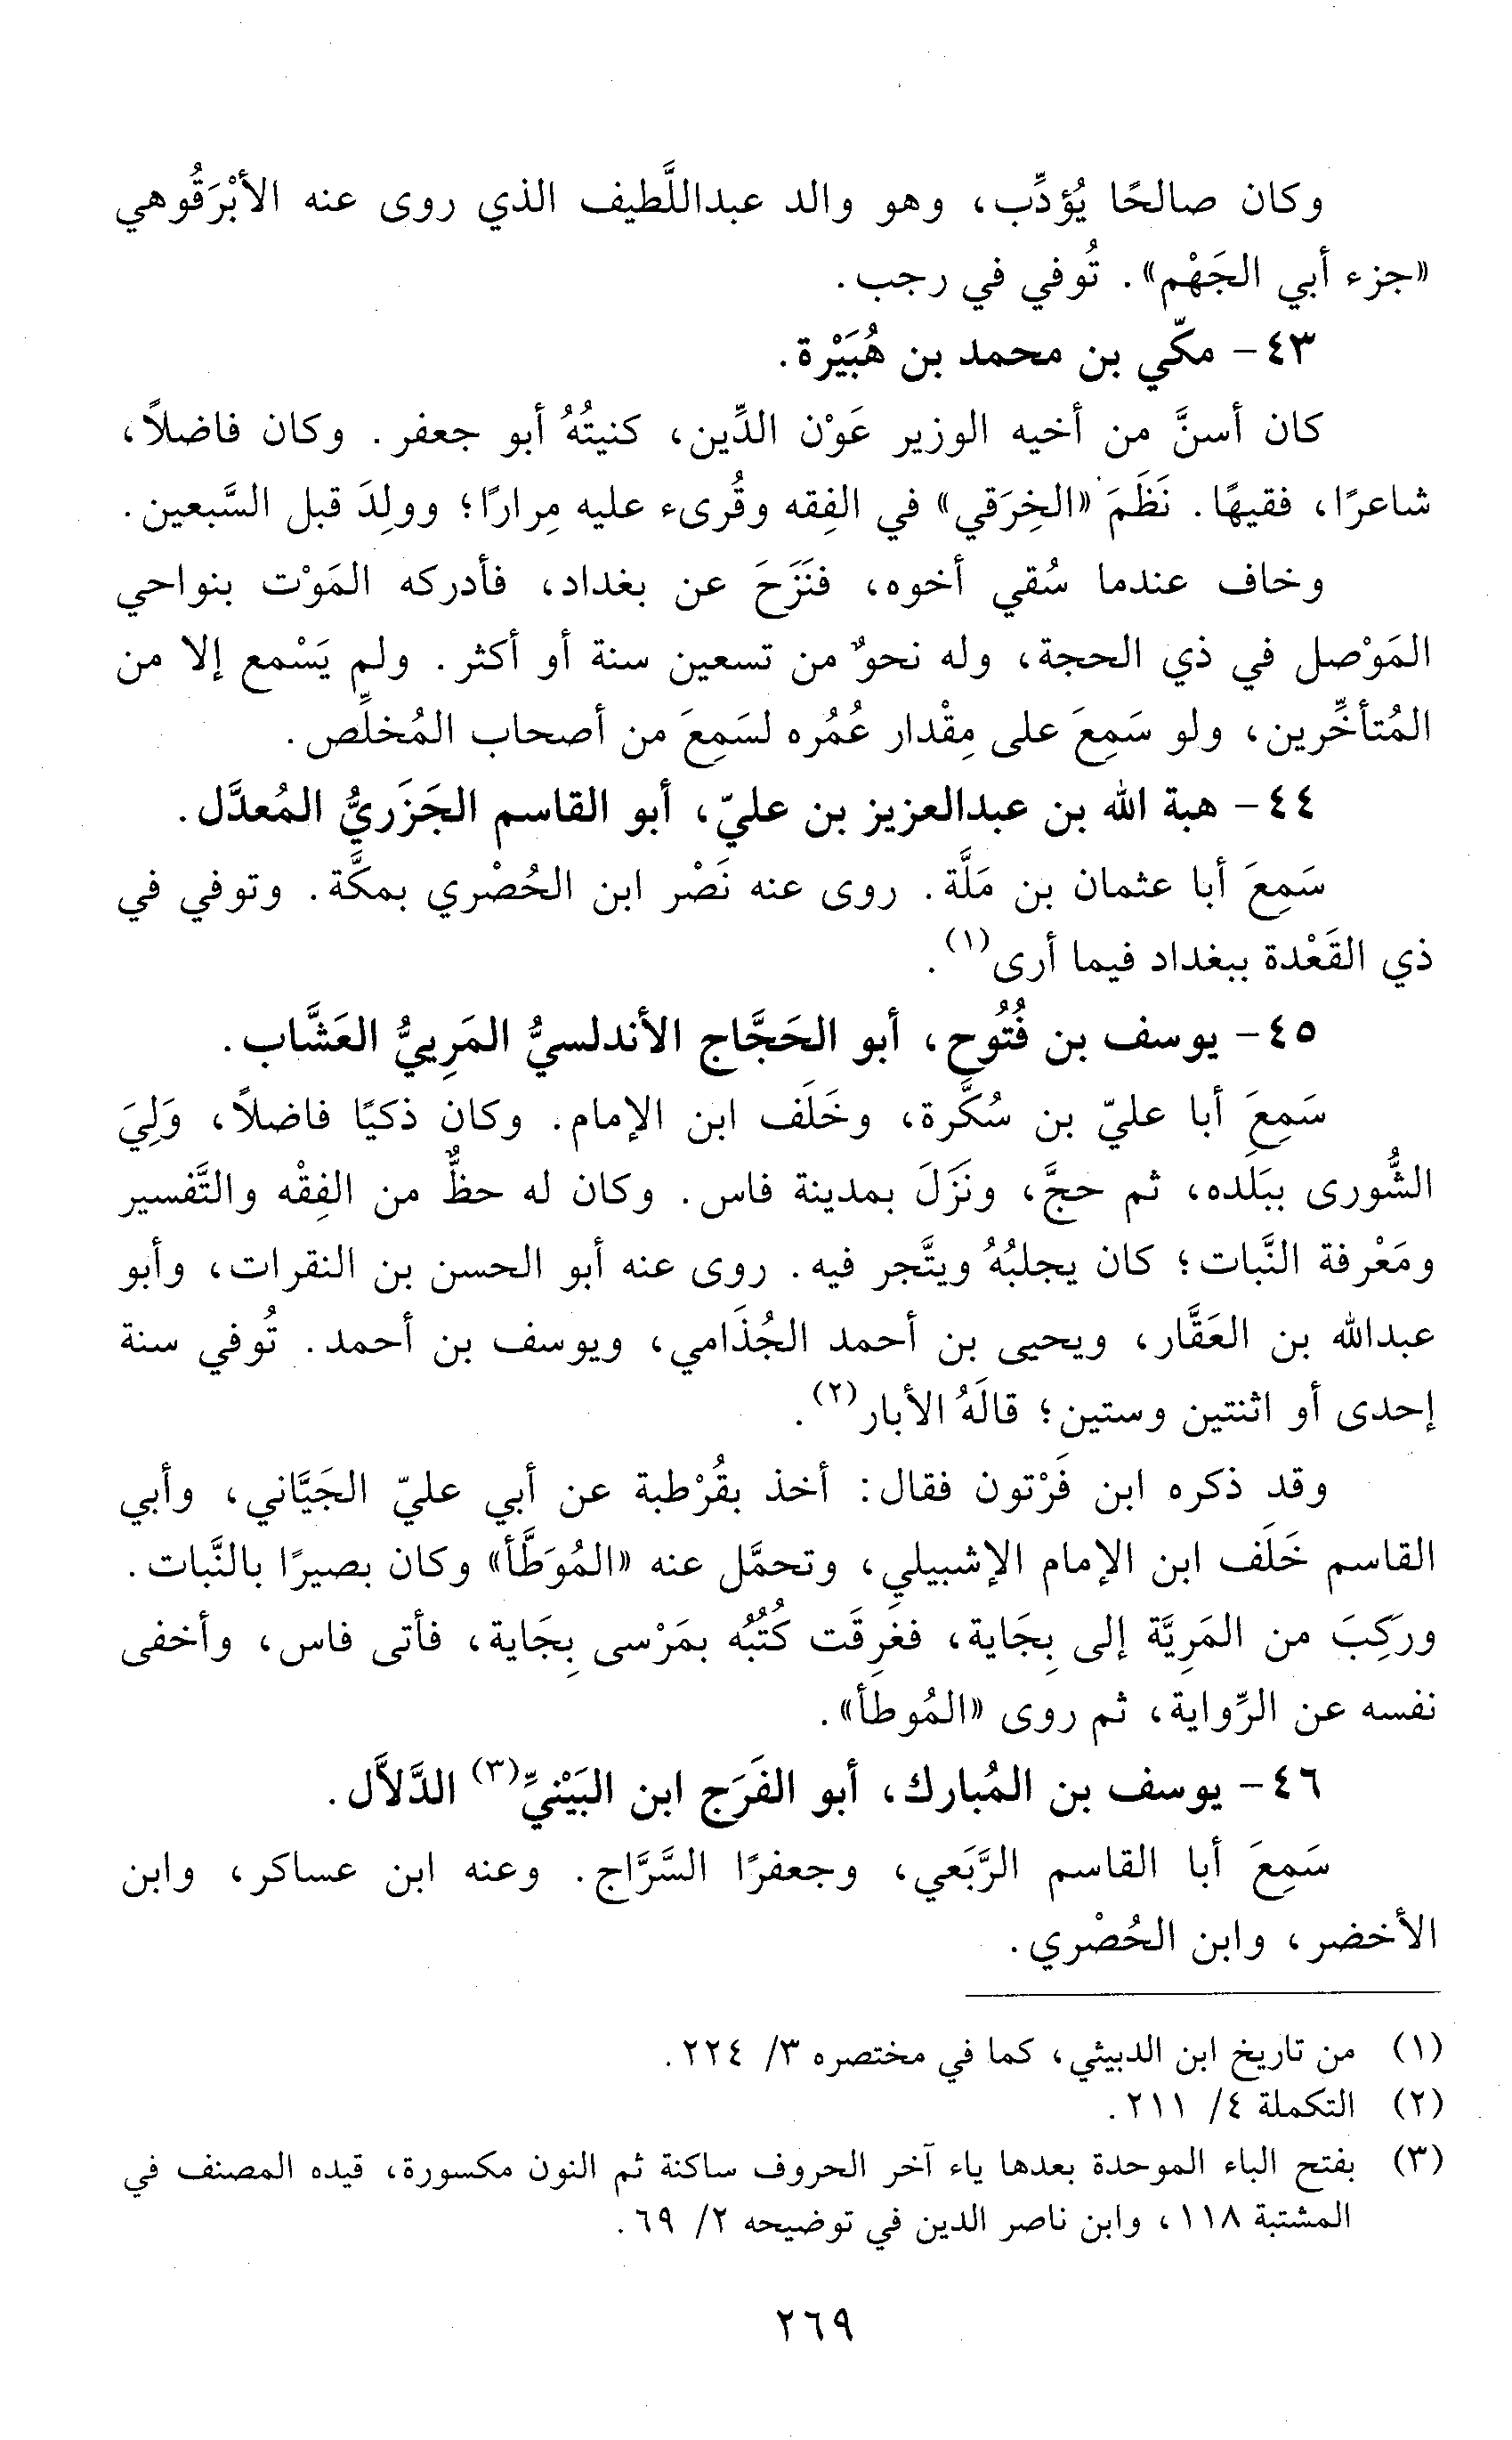 وكان صالحًا يُؤدِّب، وهو والد عبداللَّطيف الذي روى عنه الأبْرَقُوهي
«جزء أبي الجَهْم». تُوفي في رجب.
٤٣- مكّي بن محمد بن هُبَيْرة.
كان أسنَّ من أخيه الوزير عَوْن الدِّين، كنيتُهُ أبو جعفر. وكان فاضلاً،
شاعرًا، فقيهًا. نَظَمَ «الخِرَقي» في الفِقه وقُرىء عليه مِرارًا؛ وولِدَ قبل السَّبعين.
وخاف عندما سُقي أخوه، فنَزَحَ عن بغداد، فأدركه المَوْت بنواحي
المَوْصل في ذي الحجة، وله نحوٌ من تسعين سنة أو أكثر. ولم يَسْمع إلا من
المُتأخِّرين، ولو سَمِعَ على مِقْدار عُمُره لسَمِعَ من أصحاب المُخلِّص.
٤٤- هبة الله بن عبدالعزيز بن عليّ، أبو القاسم الجَزَريُّ المُعدَّل.
سَمِعَ أبا عثمان بن مَلَّة. روى عنه نَصْر ابن الحُصْري بمكَّة. وتوفي في
ذي القَعْدة ببغداد فيما أرى(١).
٤٥- يوسف بن فُتُوح، أبو الحَجَّاج الأندلسيُّ المَرِييُّ العَشَّاب.
سَمِعَ أبا عليّ بن سُكَّرة، وخَلَف ابن الإمام. وكان ذكيًا فاضلاً، وَلِيَ
الشُّورى ببَلَده، ثم حجَّ، ونَزَلَ بمدينة فاس. وكان له حظٌّ من الفِقْه والتَّفسير
ومَعْرفة النَّبات؛ كان يجلبُهُ ويتَّجر فيه. روى عنه أبو الحسن بن النقرات، وأبو
عبدالله بن العَقَّار، ويحيى بن أحمد الجُذَامي، ويوسف بن أحمد. تُوفي سنة
إحدى أو اثنتين وستين؛ قالَهُ الأبار(٢).
وقد ذكره ابن فَرْتون فقال: أخذ بقُرْطبة عن أبي عليّ الجَيَّاني، وأبي
القاسم خَلَف ابن الإمام الإشبيلي، وتحمَّل عنه «المُوَطَّأ» وكان بصيرًا بالنَّبات.
ورَكِبَ من المَرِيَّة إلى بِجَاية، فغَرِقَت كُتُبُه بمَرْسى بِجَاية، فأتى فاس، وأخفى
نفسه عن الرِّواية، ثم روى «المُوطأ».
٤٦- يوسف بن المُبارك، أبو الفَرَج ابن البَيْنيِّ(٣) الدَّلاَّل.
سَمِعَ أبا القاسم الرَّبَعي، وجعفرًا السَّرَّاج. وعنه ابن عساكر، وابن
الأخضر، وابن الحُصْري.
(١) من تاريخ ابن الدبيثي، كما في مختصره ٣/ ٢٢٤.
(٢) التكملة ٤/ ٢١١.
(٣) بفتح الباء الموحدة بعدها ياء آخر الحروف ساكنة ثم النون مكسورة، قيده المصنف في
المشتبة ١١٨، وابن ناصر الدين في توضيحه ٢/ ٦٩.
٢٦٩